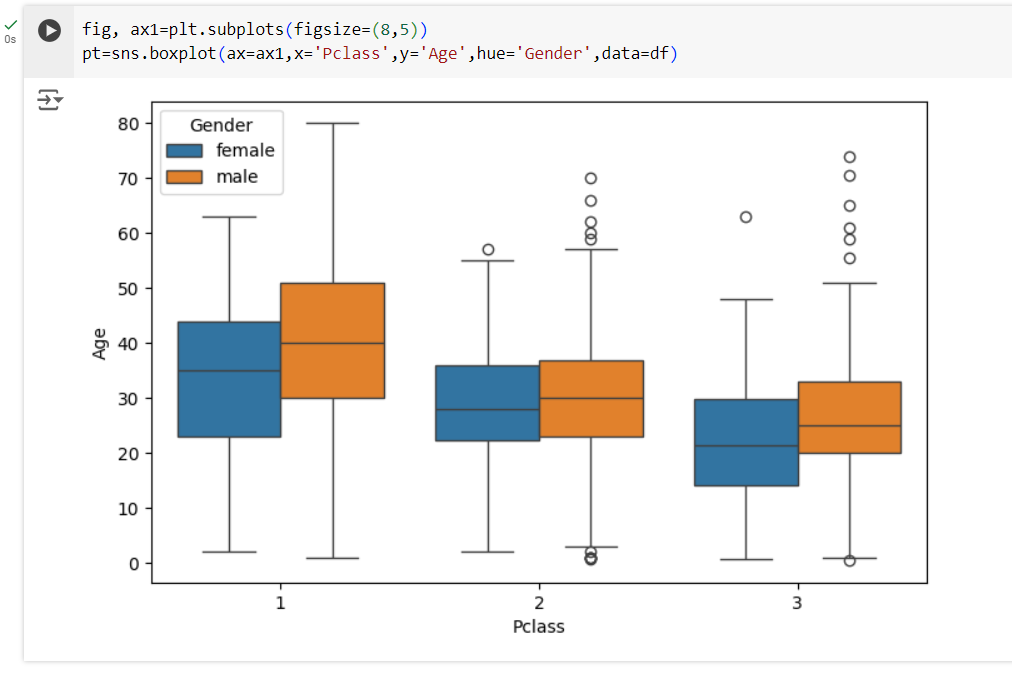 fig, ax1=plt.subplots(figsize=(8,5))
0s
pt=sns.boxplot(ax=ax1,x='Pclass',y='Age',hue='Gender',data=df)
Gender
female
male
80
70
60
50
40
30
20
10
0
Age
1 2 3
Pclass